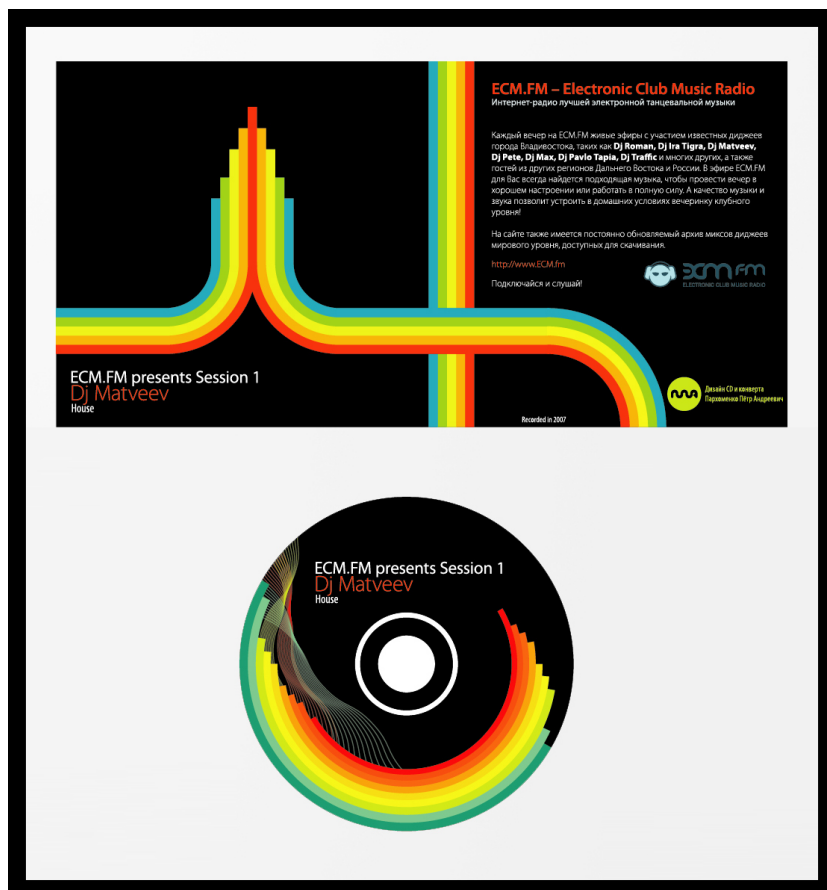 ECM.FM – Electronic Club Music Radio
Интернет-радио лучшей электронной танцевальной музыки
Каждый вечер на ECM.FM живые эфиры с участием известных диджеев
города Владивостока, таких как Dj Roman, Dj Ira Tigra, Dj Matveev,
Dj Pete, Dj Max, Dj Pavlo Tapia, Dj Traffic и многих других, а также
гостей из других регионов Дальнего Востока и России. В эфире ECM.FM
для Вас всегда найдется подходящая музыка, чтобы провести вечер в
хорошем настроении или работать в полную силу. А качество музыки и
звука позволит устроить в домашних условиях вечеринку клубного
уровня!
На сайте также имеется постоянно обновляемый архив миксов диджеев
мирового уровня, доступных для скачивания.
http://www.ECM.fm
Подключайся и слушай!
ECM FM
ELECTRONIC CLUB MUSIC RADIO
ECM.FM presents Session 1
Dj Matveev
House
Дизайн CD и конверта
Пархоменко Пётр Андреевич
Recorded in 2007
ECM.FM presents Session 1
Dj Matveev
House